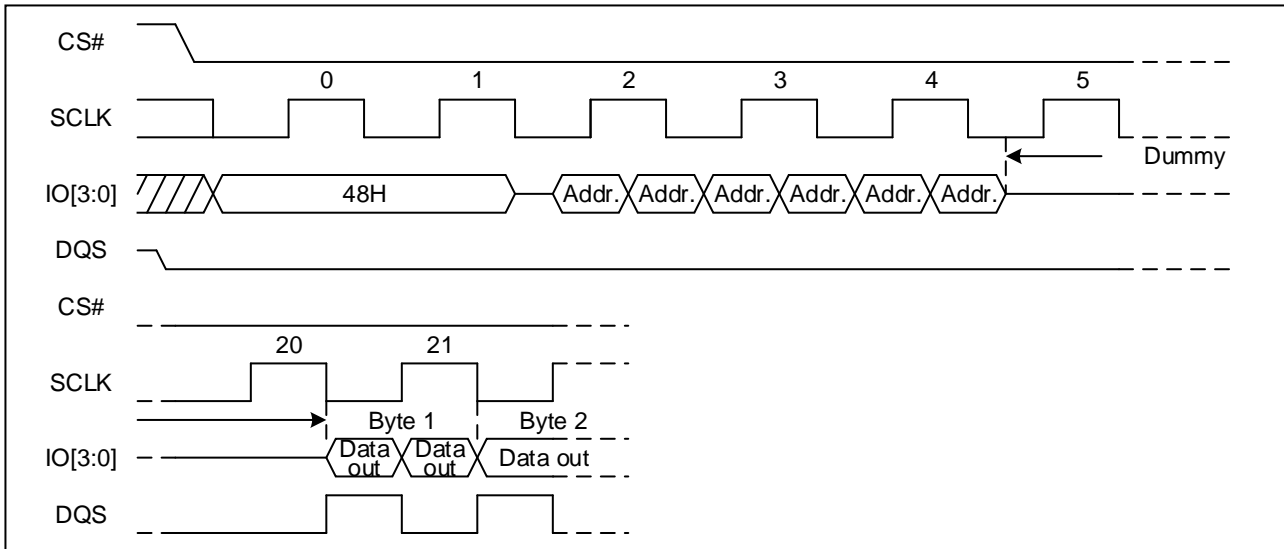 CS#
0 1 2 3 4 5
SCLK
Dummy
IO[3:0] 48H Addr. Addr. Addr. Addr. Addr. Addr.
DQS
CS#
20 21
SCLK
Byte 1 Byte 2
IO[3:0] Data out Data out Data out
DQS